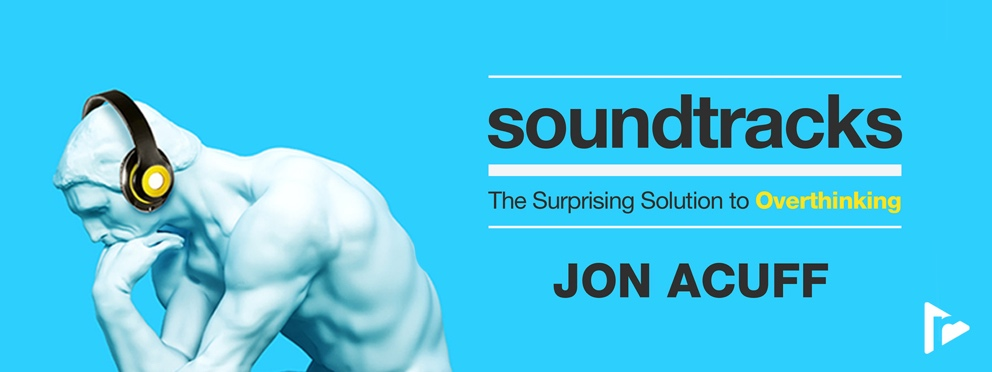 soundtracks
The Surprising Solution to Overthinking
JON ACUFF